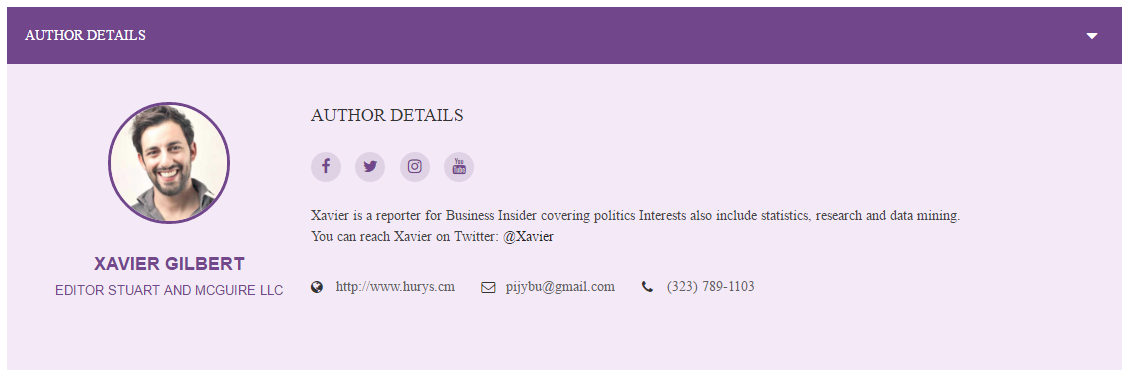 AUTHOR DETAILS
AUTHOR DETAILS
You Tube
Xavier is a reporter for Business Insider covering politics Interests also include statistics, research and data mining.
You can reach Xavier on Twitter: @Xavier
XAVIER GILBERT
EDITOR STUART AND MCGUIRE LLC
http://www.hurys.cm pijybu@gmail.com (323) 789-1103